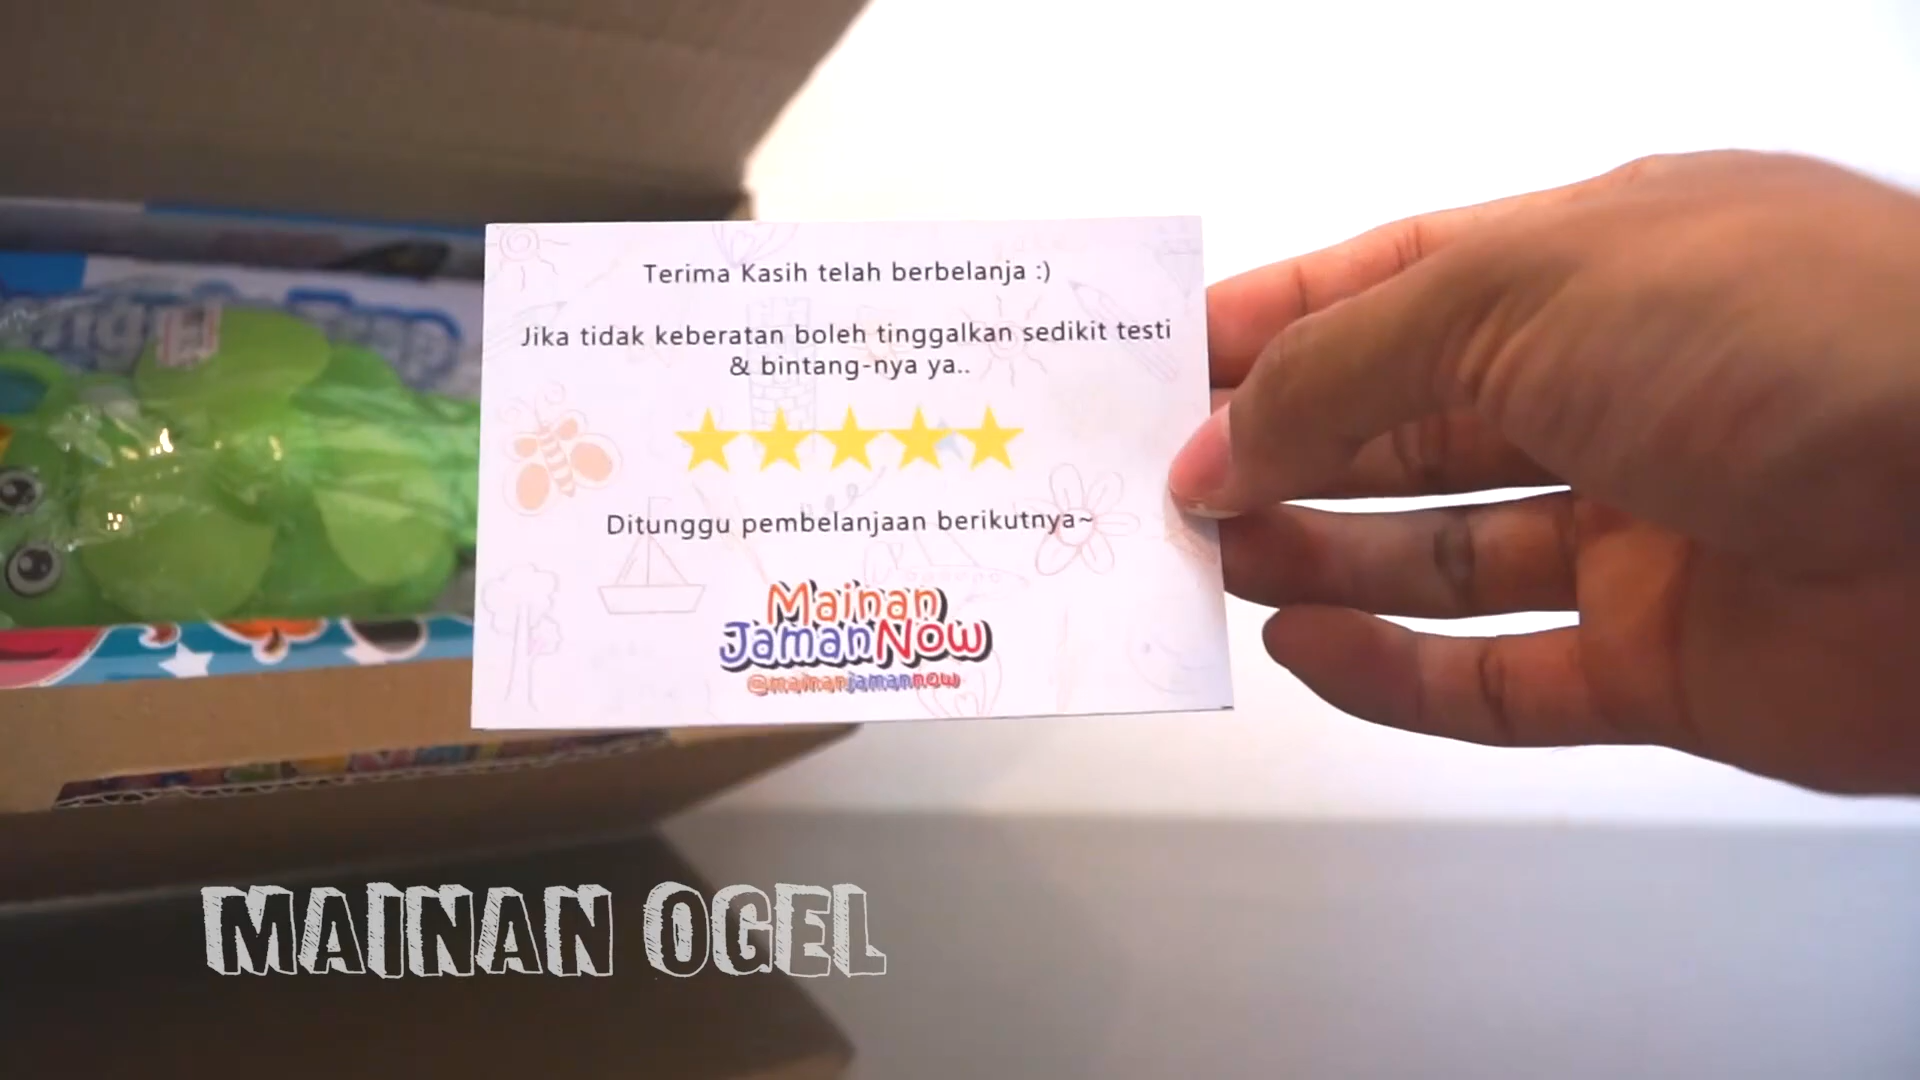 Terima Kasih telah berbelanja :)
Jika tidak keberatan boleh tinggalkan sedikit testi
& bintang-nya ya..
Ditunggu pembelanjaan berikutnya~
Mainan
JamanNow
@mainanjamannow
MAINAN OGEL